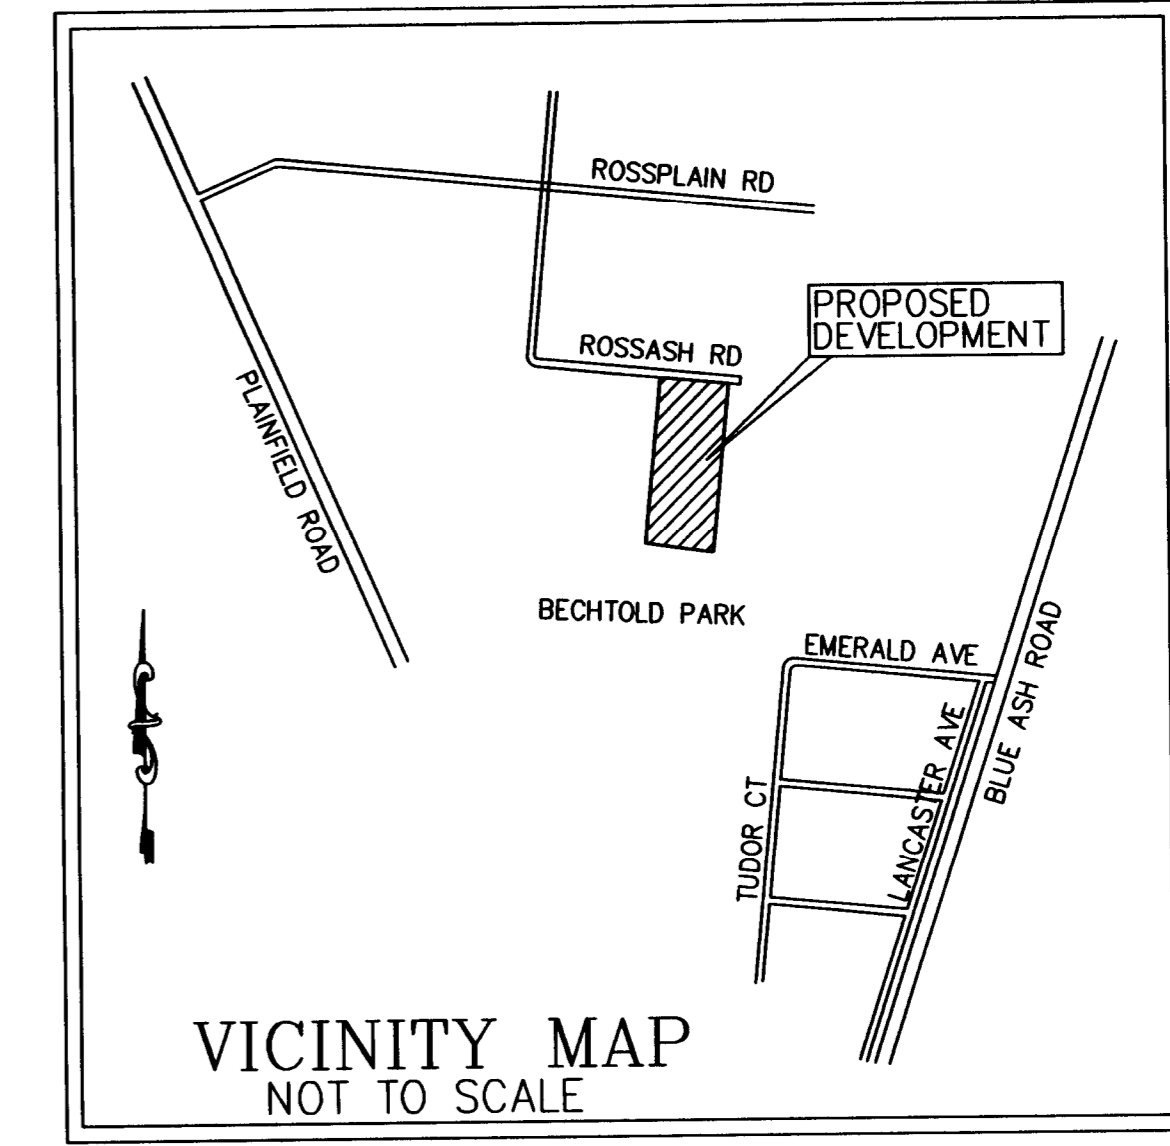 ROSSPLAIN RD
PROPOSED
DEVELOPMENT
ROSSASH RD
PLAINFIELD ROAD
BECHTOLD PARK
EMERALD AVE
BLUE ASH ROAD
LANCASTER AVE
TUDOR CT
VICINITY MAP
NOT TO SCALE